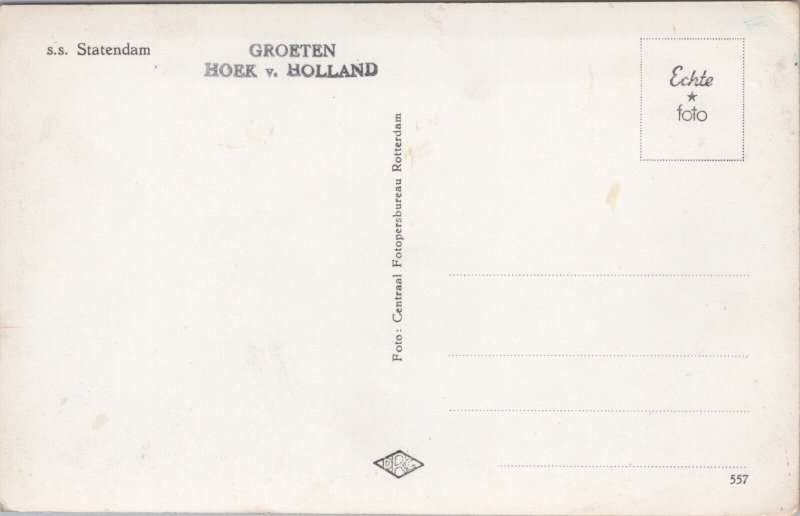 s.s. Statendam
GROETEN
HOEK v. HOLLAND
Echte
foto
Foto: Centraal Fotopersbureau Rotterdam
557